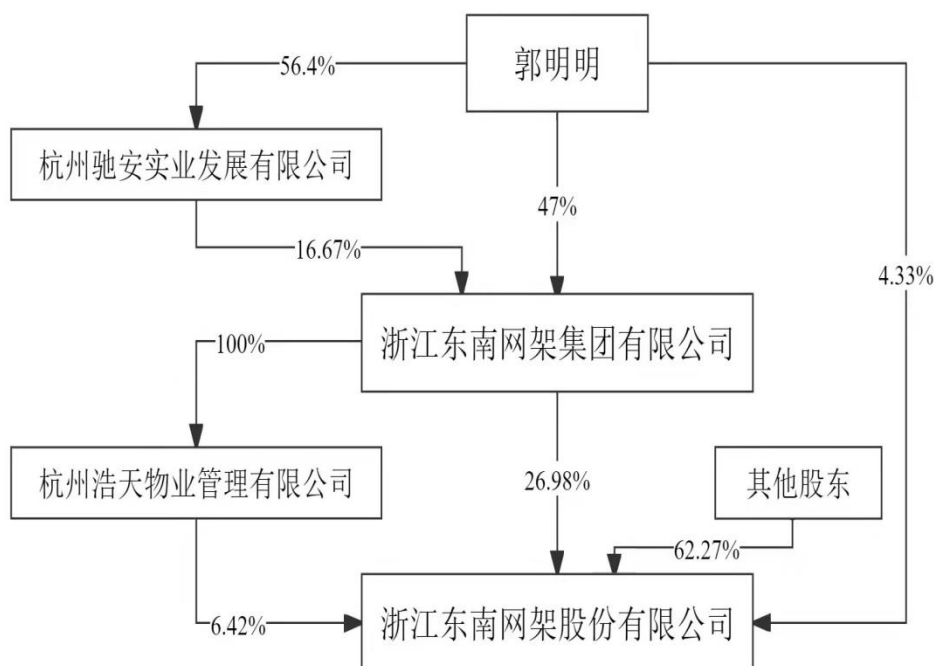 郭明明
56.4%
杭州驰安实业发展有限公司
47%
16.67%
4.33%
浙江东南网架集团有限公司
100%
杭州浩天物业管理有限公司
26.98%
其他股东
62.27%
浙江东南网架股份有限公司
6.42%